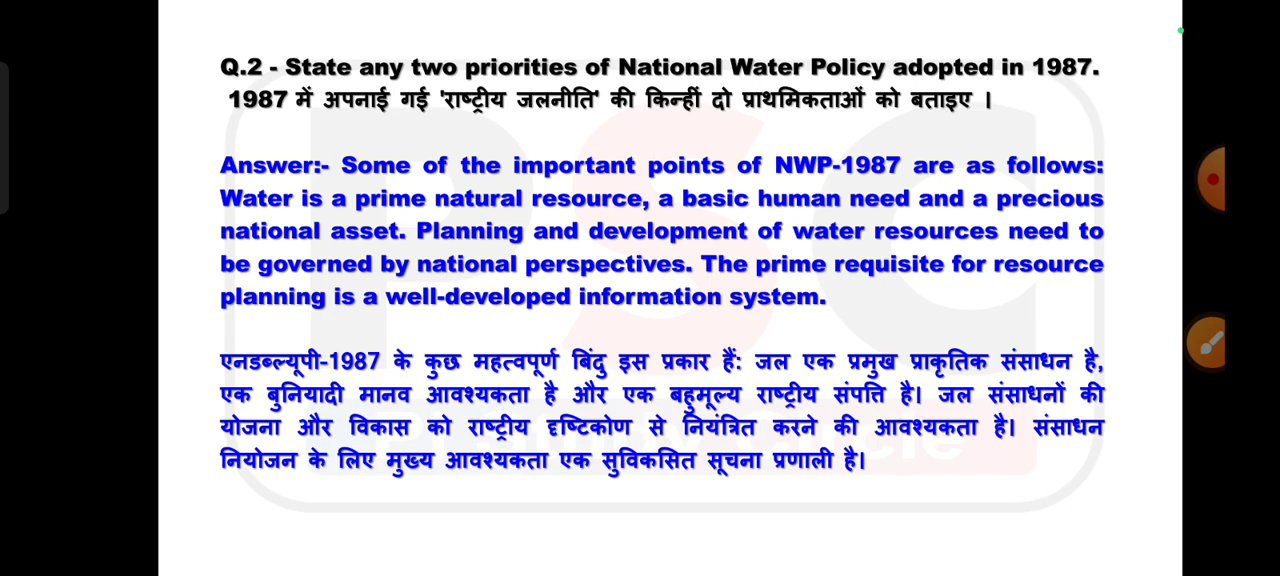 Q.2 - State any two priorities of National Water Policy adopted in 1987.
1987 में अपनाई गई 'राष्ट्रीय जलनीति' की किन्हीं दो प्राथमिकताओं को बताइए ।
Answer:- Some of the important points of NWP-1987 are as follows:
Water is a prime natural resource, a basic human need and a precious
national asset. Planning and development of water resources need to
be governed by national perspectives. The prime requisite for resource
planning is a well-developed information system.
एनडब्ल्यूपी-1987 के कुछ महत्वपूर्ण बिंदु इस प्रकार हैं: जल एक प्रमुख प्राकृतिक संसाधन है,
एक बुनियादी मानव आवश्यकता है और एक बहुमूल्य राष्ट्रीय संपत्ति है। जल संसाधनों की
योजना और विकास को राष्ट्रीय दृष्टिकोण से नियंत्रित करने की आवश्यकता है। संसाधन
नियोजन के लिए मुख्य आवश्यकता एक सुविकसित सूचना प्रणाली है।